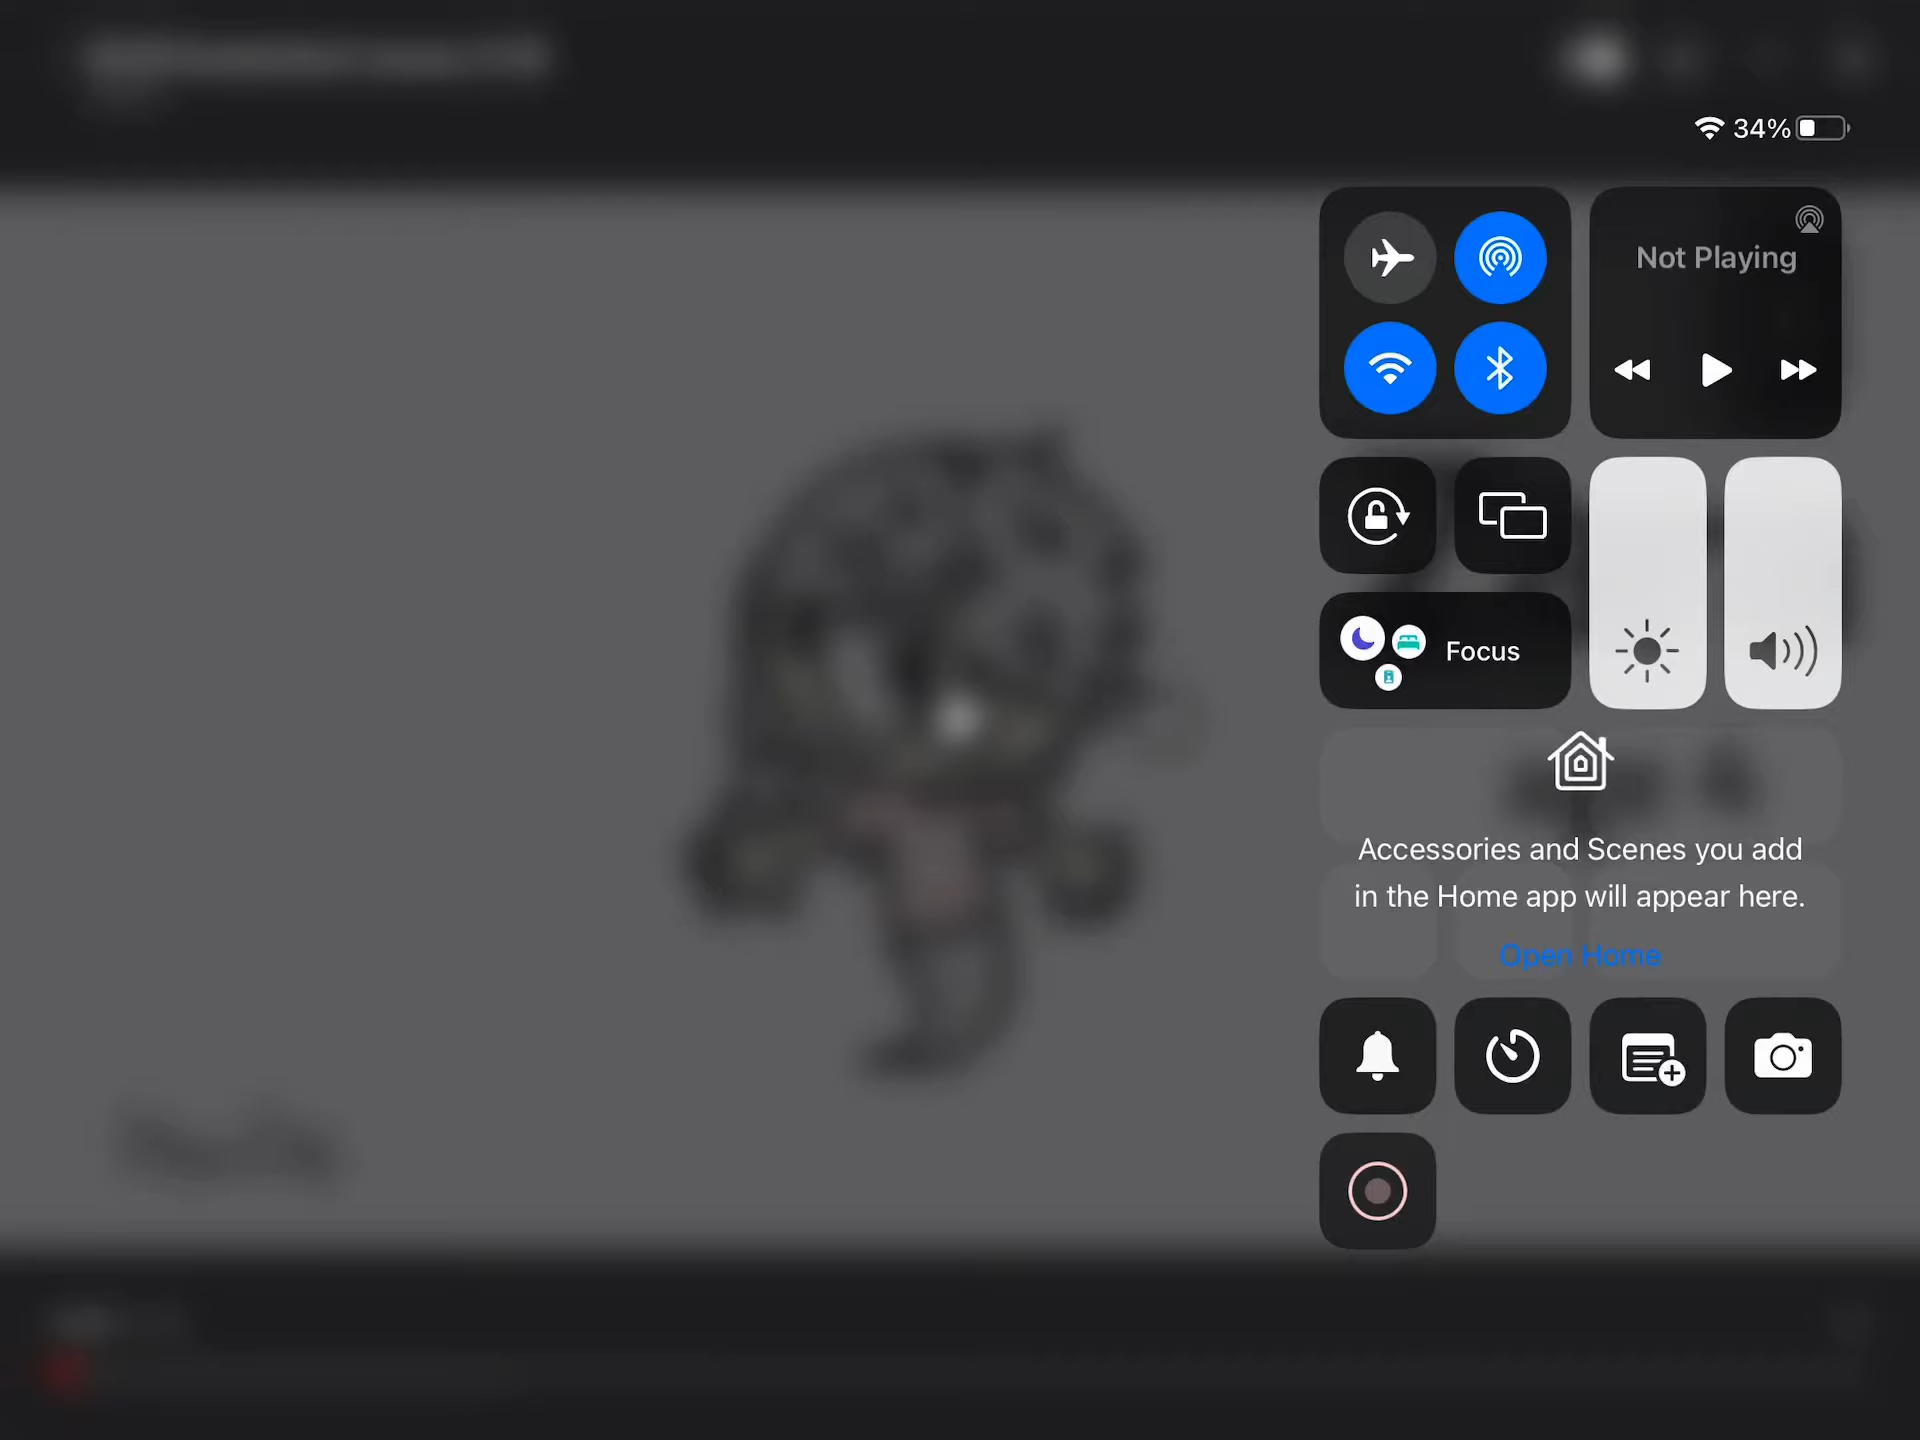 34%
Not Playing
Focus
Accessories and Scenes you add
in the Home app will appear here.
Open Home